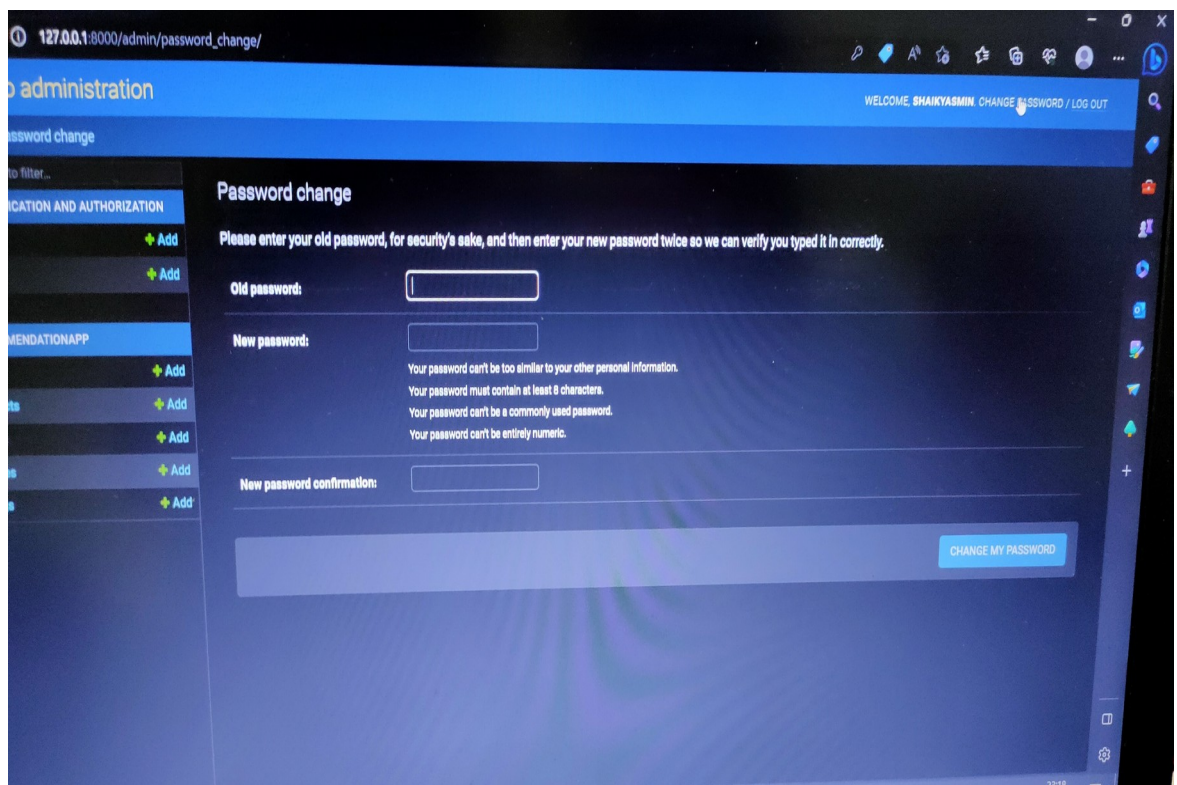 127.0.0.1:8000/admin/password_change/
o administration
WELCOME, SHAIKYASMIN. CHANGE PASSWORD / LOG OUT
assword change
to filter...
ICATION AND AUTHORIZATION
+ Add
+ Add
MENDATIONAPP
+ Add
ts + Add
+ Add
s + Add
s + Add
Password change
Please enter your old password, for security's sake, and then enter your new password twice so we can verify you typed it in correctly.
Old password:
New password:
Your password can't be too similar to your other personal information.
Your password must contain at least 8 characters.
Your password can't be a commonly used password.
Your password can't be entirely numeric.
New password confirmation:
CHANGE MY PASSWORD